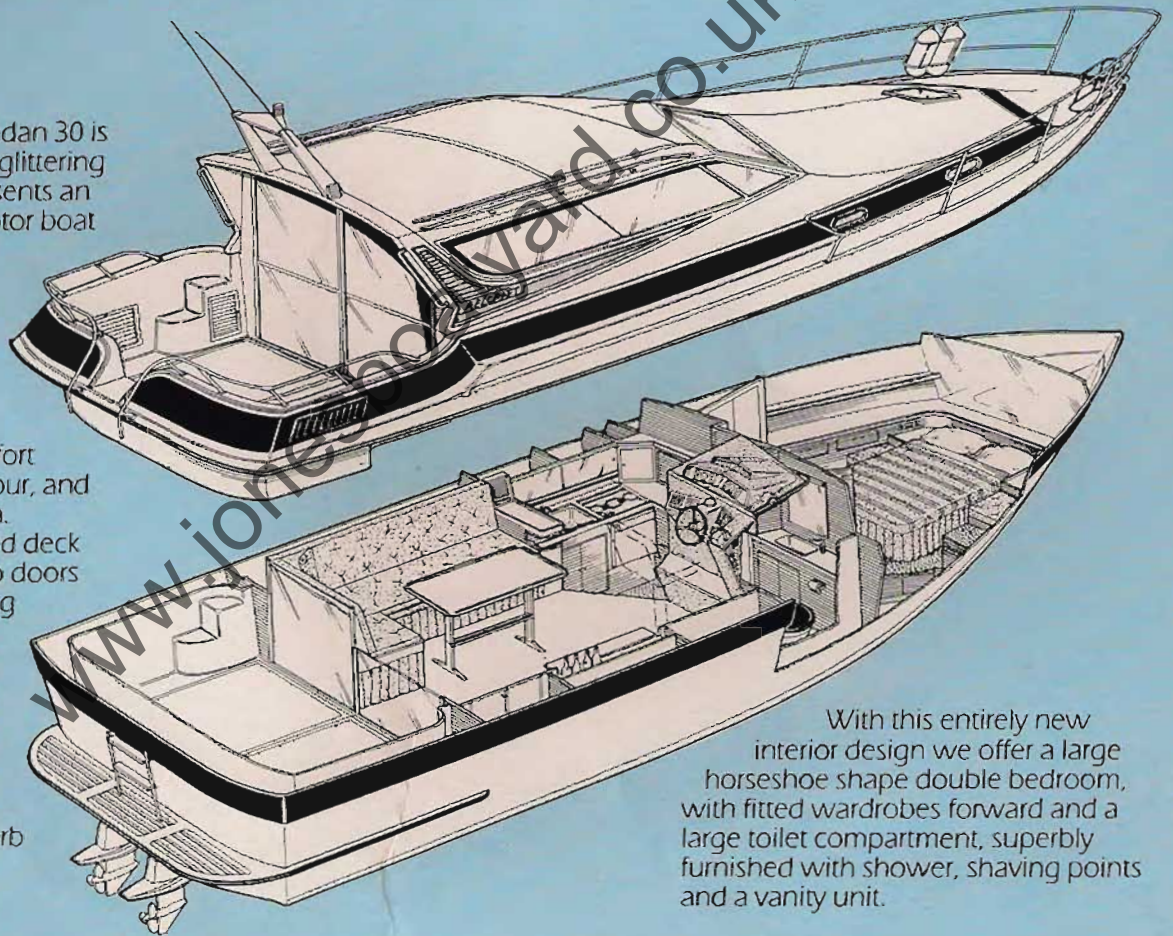 dan 30 is
glittering
sents an
otor boat
fort
our, and
d deck
o doors
g
rb
With this entirely new
interior design we offer a large
horseshoe shape double bedroom,
with fitted wardrobes forward and a
large toilet compartment, superbly
furnished with shower, shaving points
and a vanity unit.
www.jonesboatyard.co.uk